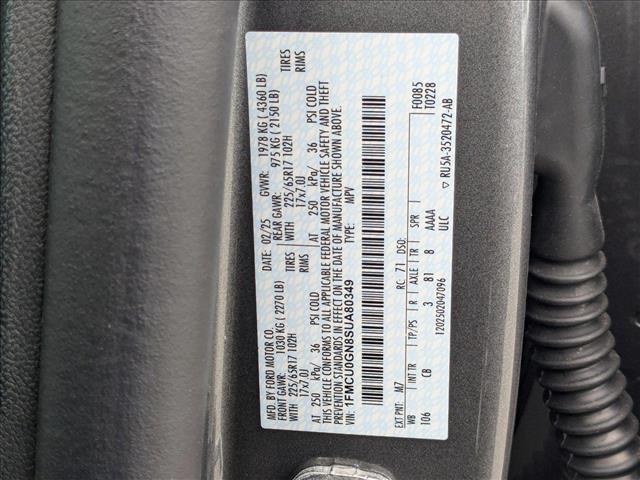 MFD. BY FORD MOTOR CO.
DATE: 02/25 GVWR: 1978 KG ( 4360 LB)
FRONT GAWR: 1030 KG ( 2270 LB) REAR GAWR: 975 KG ( 2150 LB)
WITH 225/65R17 102H TIRES WITH 225/65R17 102H TIRES
17x7.0J RIMS 17x7.0J RIMS
AT 250 kPa/ 36 PSI COLD AT 250 kPa/ 36 PSI COLD
THIS VEHICLE CONFORMS TO ALL APPLICABLE FEDERAL MOTOR VEHICLE SAFETY AND THEFT
PREVENTION STANDARDS IN EFFECT ON THE DATE OF MANUFACTURE SHOWN ABOVE.
VIN: 1FMCU0GN8SUA80349 TYPE: MPV
F0085
EXT PNT: M7 RC: 71 DSO: T0228
WB INT TR TP/PS R AXLE TR SPR
106 CB 3 81 8 AAAA
ULC
1202502047096 ▽ RU5A-3520472-AB